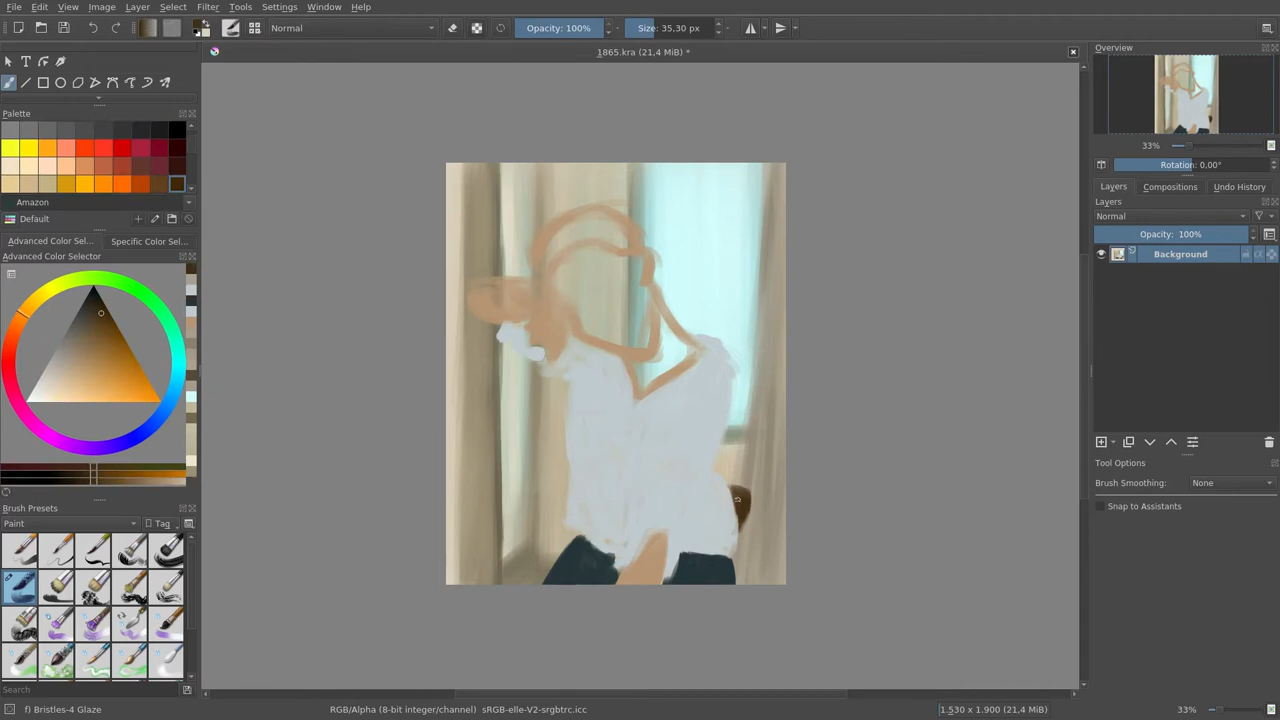 File Edit View Image Layer Select Filter Tools Settings Window Help
Normal Opacity: 100% Size: 35,30 px
1865.kra (21,4 MiB) *
Palette
Amazon
Default
Advanced Color Sel... Specific Color Sel...
Advanced Color Selector
Brush Presets
Paint Tag
Search
f) Bristles-4 Glaze RGB/Alpha (8-bit integer/channel) sRGB-elle-V2-srgbtrc.icc 1.530 x 1.900 (21,4 MiB) 33%
Overview
33%
Rotation: 0,00°
Layers Compositions Undo History
Layers
Normal
Opacity: 100%
Background
Tool Options
Brush Smoothing: None
Snap to Assistants